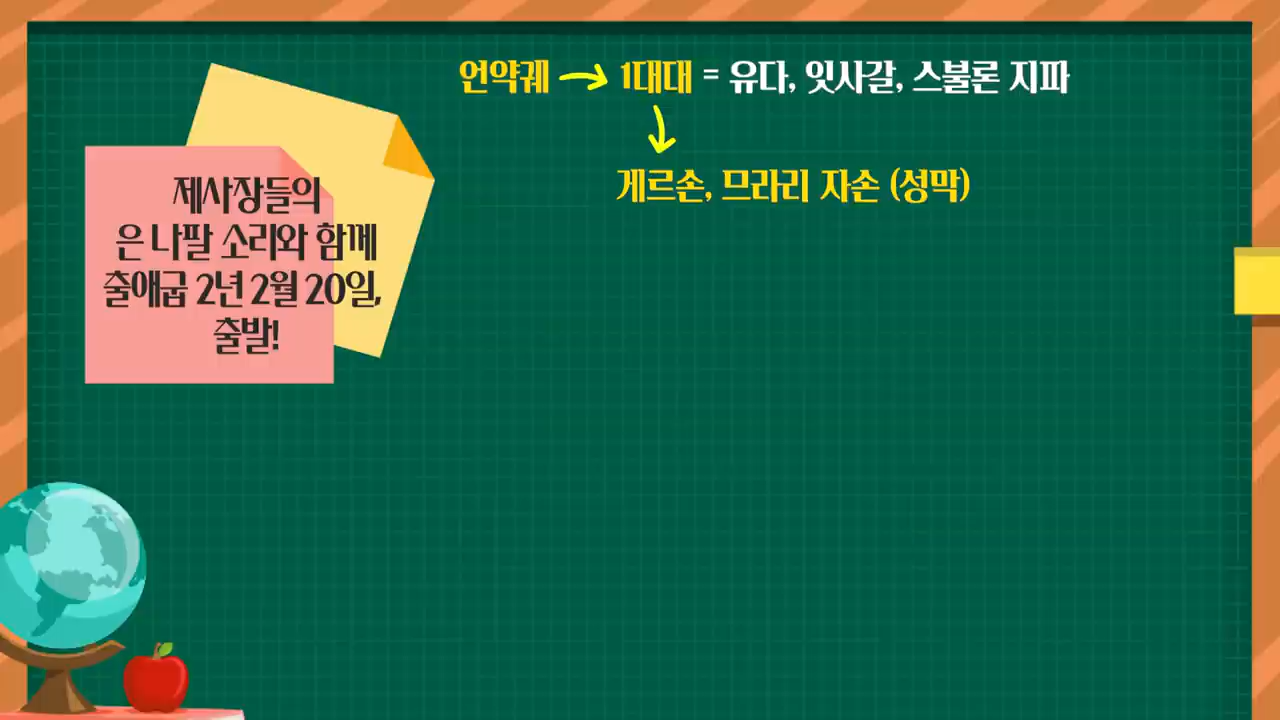 언약궤 → 1대대 = 유다, 잇사갈, 스불론 지파
게르손, 므라리 자손 (성막)
제사장들의
은 나팔 소리와 함께
출애굽 2년 2월 20일,
출발!